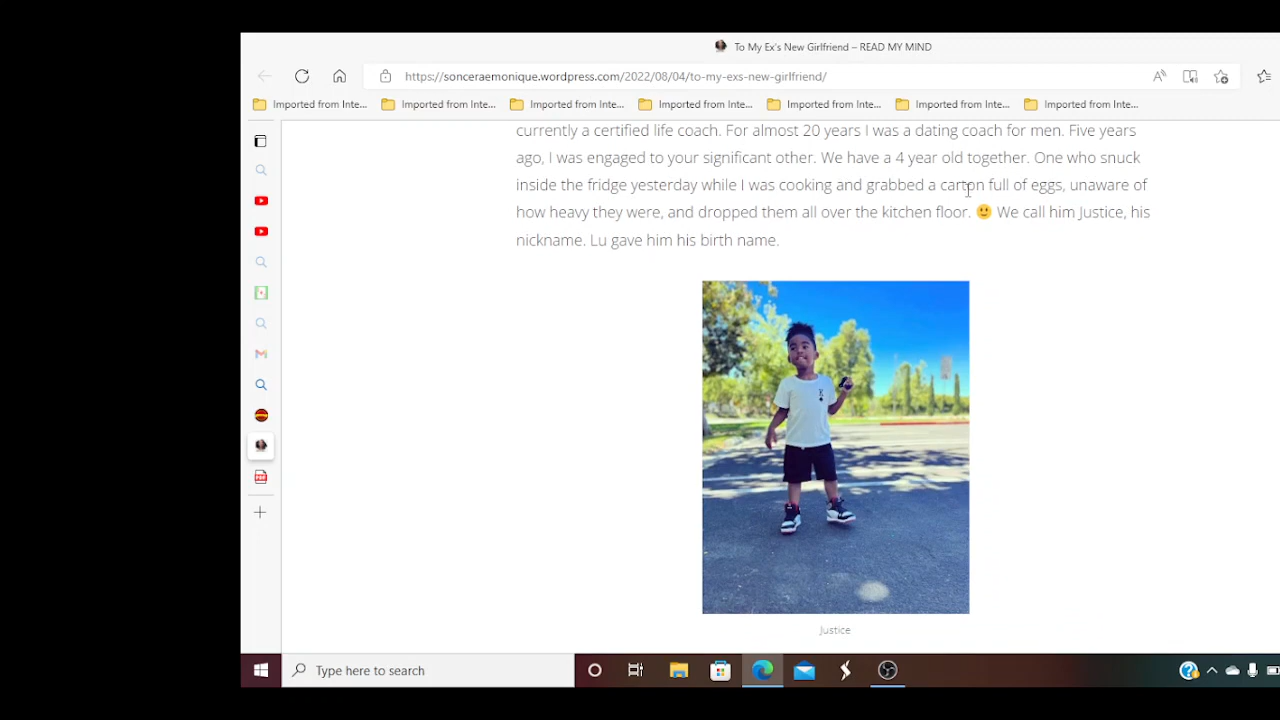 To My Ex's New Girlfriend – READ MY MIND
https://sonceraemonique.wordpress.com/2022/08/04/to-my-exs-new-girlfriend/
Imported from Inte... Imported from Inte... Imported from Inte... Imported from Inte... Imported from Inte... Imported from Inte... Imported from Inte...
currently a certified life coach. For almost 20 years I was a dating coach for men. Five years
ago, I was engaged to your significant other. We have a 4 year old together. One who snuck
inside the fridge yesterday while I was cooking and grabbed a carton full of eggs, unaware of
how heavy they were, and dropped them all over the kitchen floor. 🙂 We call him Justice, his
nickname. Lu gave him his birth name.
K
Justice
Type here to search